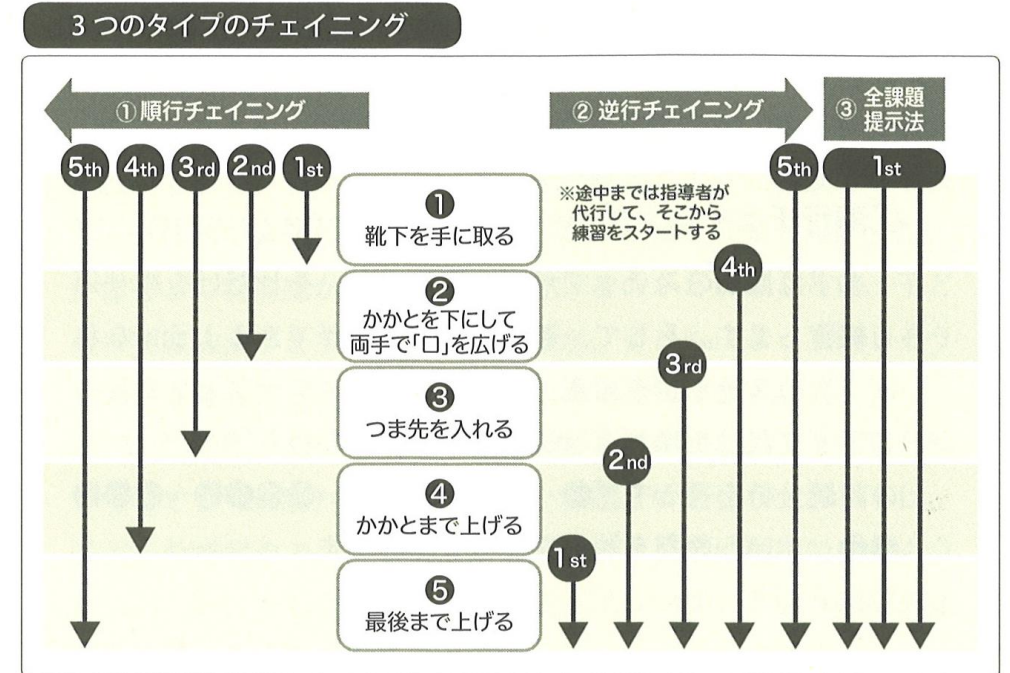 3つのタイプのチェイニング
①順行チェイニング
②逆行チェイニング
③ 全課題
提示法
5th 4th 3rd 2nd 1st
5th
1st
❶
靴下を手に取る
※途中までは指導者が
代行して、そこから
練習をスタートする
4th
❷
かかとを下にして
両手で「口」を広げる
3rd
❸
つま先を入れる
2nd
❹
かかとまで上げる
1st
❺
最後まで上げる